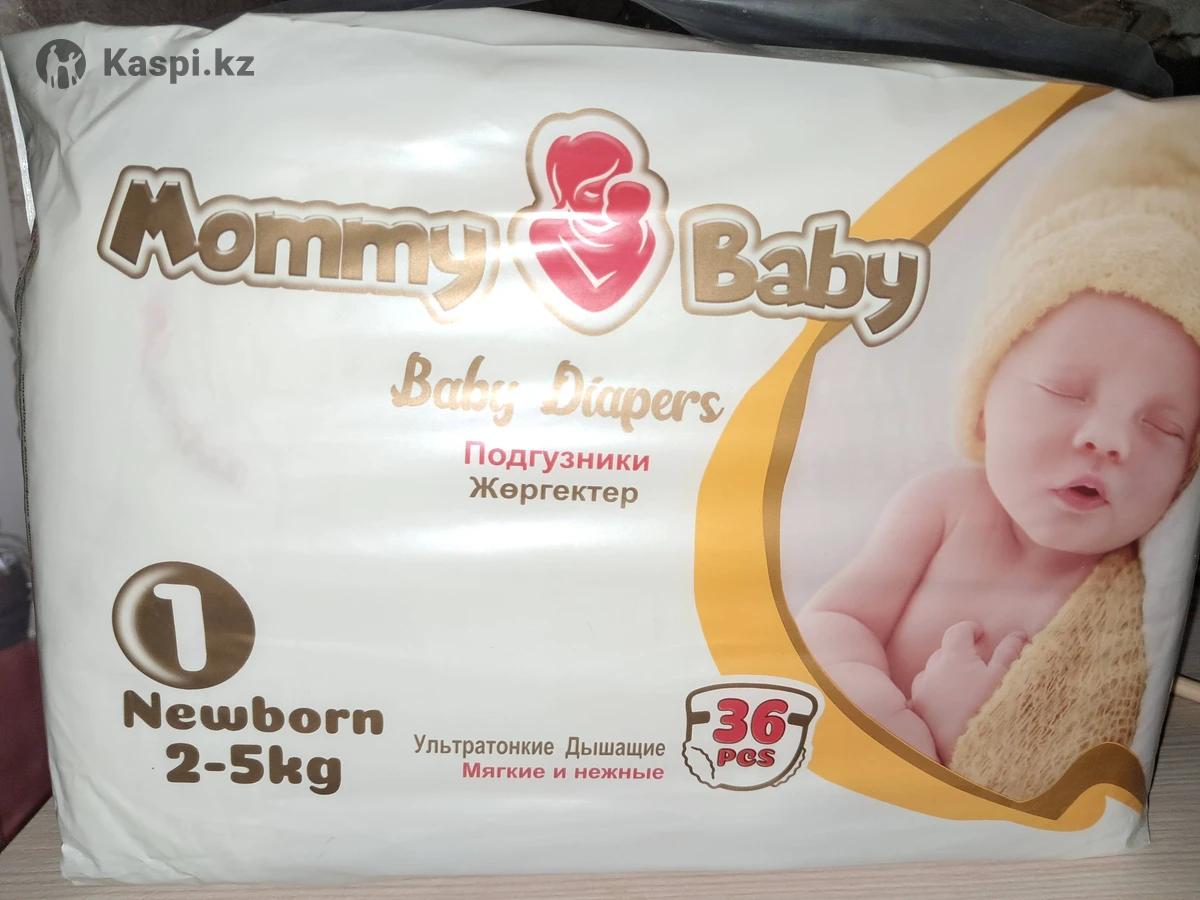 Kaspi.kz
Mommy Baby
Baby Diapers
Подгузники
Жөргектер
1
Newborn
2-5kg
Ультратонкие Дышащие
Мягкие и нежные
36
PCS